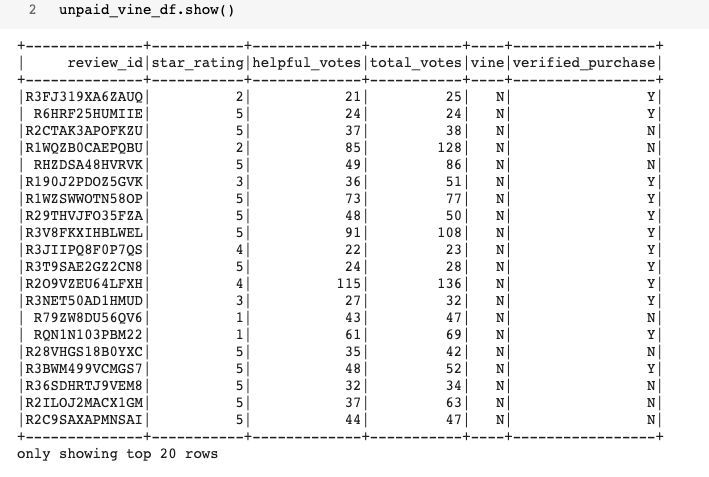 2 unpaid_vine_df.show()
+--------------+-----------+-------------+-----------+----+-----------------+
|     review_id|star_rating|helpful_votes|total_votes|vine|verified_purchase|
+--------------+-----------+-------------+-----------+----+-----------------+
|R3FJ319XA6ZAUQ|          2|           21|         25|   N|                Y|
| R6HRF25HUMIIE|          5|           24|         24|   N|                Y|
|R2CTAK3APOFKZU|          5|           37|         38|   N|                N|
|R1WQZB0CAEPQBU|          2|           85|        128|   N|                N|
| RHZDSA48HVRVK|          5|           49|         86|   N|                N|
|R190J2PDOZ5GVK|          3|           36|         51|   N|                Y|
|R1WZSWWOTN58OP|          5|           73|         77|   N|                Y|
|R29THVJFO35FZA|          5|           48|         50|   N|                Y|
|R3V8FKXIHBLWEL|          5|           91|        108|   N|                Y|
|R3JIIPQ8F0P7QS|          4|           22|         23|   N|                Y|
|R3T9SAE2GZ2CN8|          5|           24|         28|   N|                Y|
|R2O9VZEU64LFXH|          4|          115|        136|   N|                Y|
|R3NET50AD1HMUD|          3|           27|         32|   N|                Y|
| R79ZW8DU56QV6|          1|           43|         47|   N|                N|
| RQN1N103PBM22|          1|           61|         69|   N|                Y|
|R28VHGS18B0YXC|          5|           35|         42|   N|                N|
|R3BWM499VCMGS7|          5|           48|         52|   N|                Y|
|R36SDHRTJ9VEM8|          5|           32|         34|   N|                N|
|R2ILOJ2MACX1GM|          5|           37|         63|   N|                N|
|R2C9SAXAPMNSAI|          5|           44|         47|   N|                N|
+--------------+-----------+-------------+-----------+----+-----------------+
only showing top 20 rows